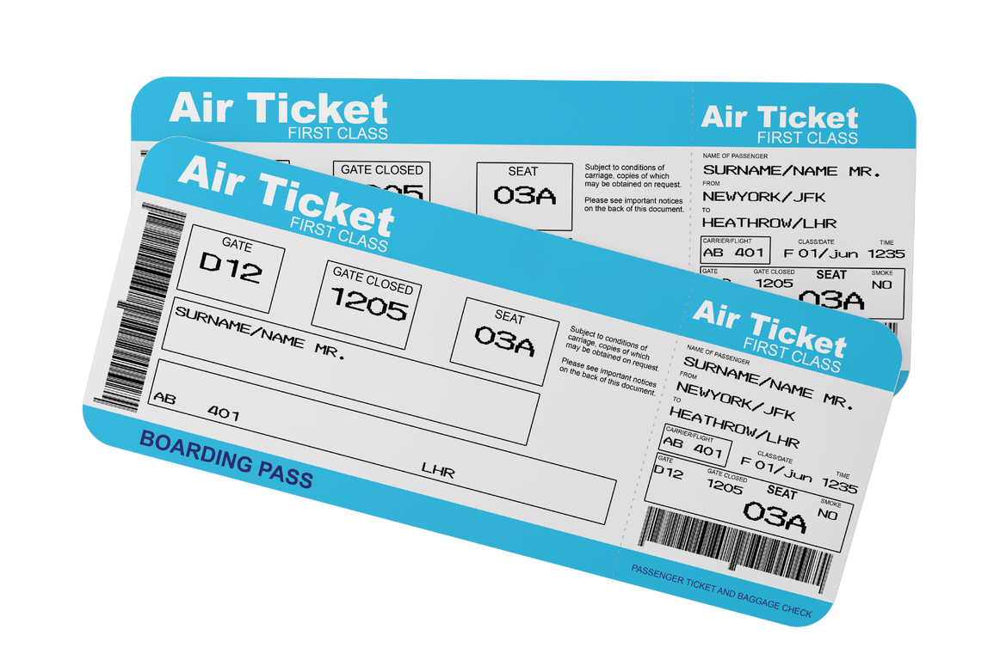 Air Ticket
FIRST CLASS
GATE CLOSED
SEAT
03A
Subject to conditions of
carriage, copies of which
may be obtained on request.
Please see important notices
on the back of this document.
Air Ticket
FIRST CLASS
NAME OF PASSENGER
SURNAME/NAME MR.
FROM
NEWYORK/JFK
TO
HEATHROW/LHR
CARRIER/FLIGHT
CLASS/DATE
TIME
AB 401
F 01/jun 1235
GATE
GATE CLOSED
SEAT
SMOKE
1205
03A
NO
Air Ticket
FIRST CLASS
GATE
D12
GATE CLOSED
1205
SEAT
03A
SURNAME/NAME MR.
AB 401
LHR
BOARDING PASS
Subject to conditions of
carriage, copies of which
may be obtained on request.
Please see important notices
on the back of this document.
Air Ticket
FIRST CLASS
NAME OF PASSENGER
SURNAME/NAME MR.
FROM
NEWYORK/JFK
TO
HEATHROW/LHR
CARRIER/FLIGHT
CLASS/DATE
TIME
AB 401
F 01/jun 1235
GATE
GATE CLOSED
SEAT
SMOKE
D12
1205
03A
NO
PASSENGER TICKET AND BAGGAGE CHECK